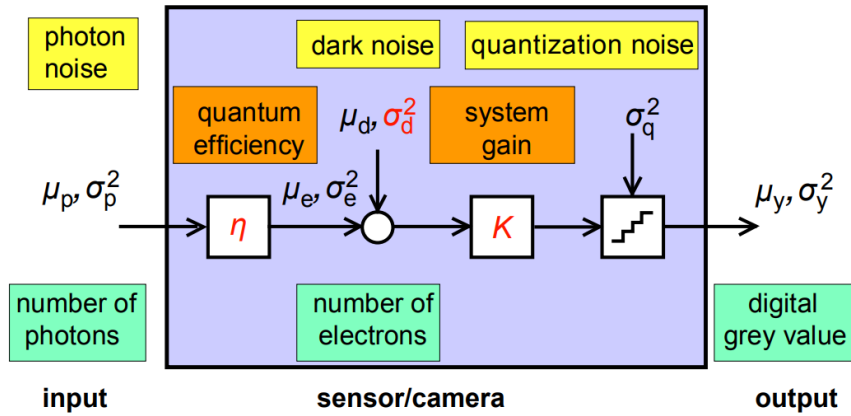 photon
noise
dark noise
quantization noise
quantum
efficiency
μd, σd²
system
gain
σq²
μp, σp²
μe, σe²
μy, σy²
η
K
number of
photons
number of
electrons
digital
grey value
input
sensor/camera
output